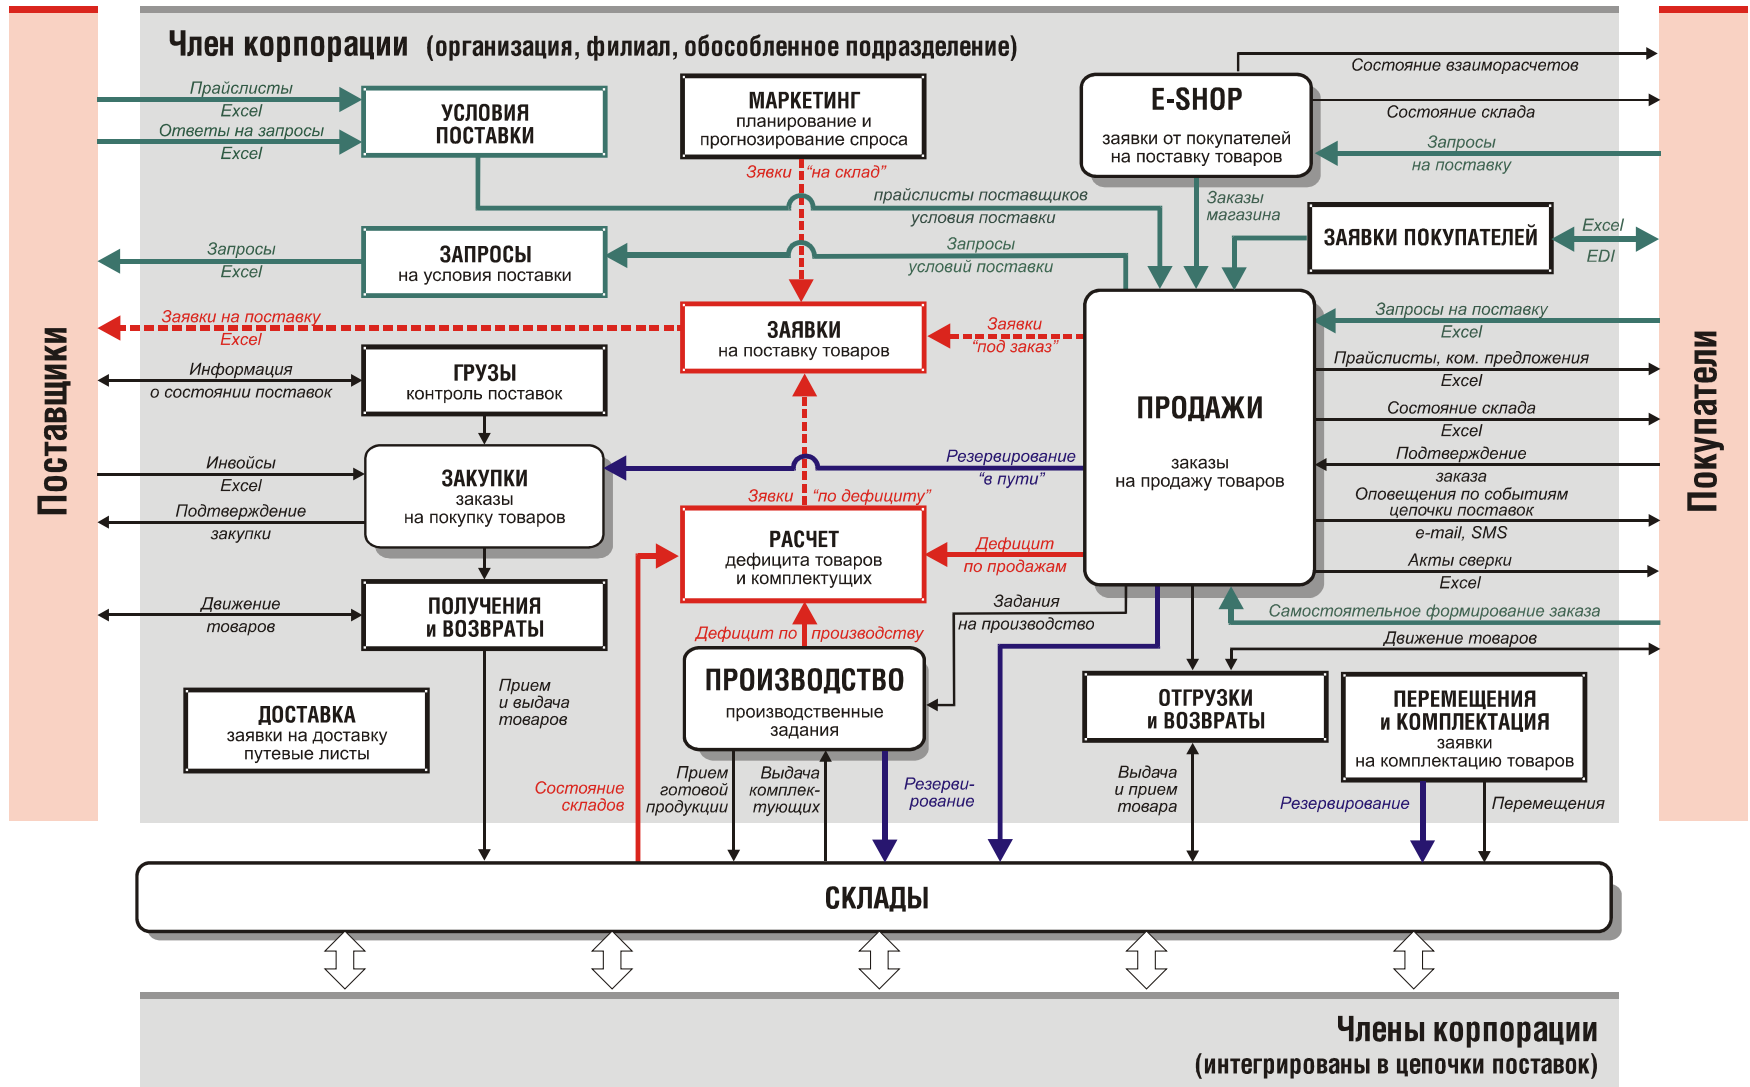 Член корпорации (организация, филиал, обособленное подразделение)
Поставщики
Покупатели
Прайслисты
Excel
Ответы на запросы
Excel
УСЛОВИЯ
ПОСТАВКИ
МАРКЕТИНГ
планирование и
прогнозирование спроса
Зявки "на склад"
E-SHOP
заявки от покупателей
на поставку товаров
Состояние взаиморасчетов
Состояние склада
Запросы
на поставку
прайслисты поставщиков
условия поставки
Заказы
магазина
ЗАЯВКИ ПОКУПАТЕЛЕЙ
Excel
EDI
Запросы
Excel
ЗАПРОСЫ
на условия поставки
Запросы
условий поставки
Заявки на поставку
Excel
ЗАЯВКИ
на поставку товаров
Заявки
"под заказ"
Запросы на поставку
Excel
Информация
о состоянии поставок
ГРУЗЫ
контроль поставок
ПРОДАЖИ
заказы
на продажу товаров
Прайслисты, ком. предложения
Excel
Состояние склада
Excel
Инвойсы
Excel
ЗАКУПКИ
заказы
на покупку товаров
Резервирование
"в пути"
Подтверждение
заказа
Подтверждение
закупки
Зявки "по дефициту"
Оповещения по событиям
цепочки поставок
e-mail, SMS
РАСЧЕТ
дефицита товаров
и комплектущих
Дефицит
по продажам
Акты сверки
Excel
Движение
товаров
ПОЛУЧЕНИЯ
и ВОЗВРАТЫ
Задания
на производство
Самостоятельное формирование заказа
Дефицит по производству
Движение товаров
ПРОИЗВОДСТВО
производственные
задания
Прием
и выдача
товаров
ДОСТАВКА
заявки на доставку
путевые листы
ОТГРУЗКИ
и ВОЗВРАТЫ
ПЕРЕМЕЩЕНИЯ
и КОМПЛЕКТАЦИЯ
заявки
на комплектацию товаров
Состояние
складов
Прием
готовой
продукции
Выдача
комплек-
тующих
Резерви-
рование
Выдача
и прием
товара
Резервирование
Перемещения
СКЛАДЫ
Члены корпорации
(интегрированы в цепочки поставок)